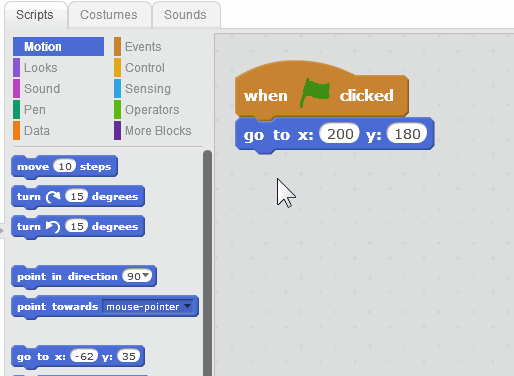 Scripts Costumes Sounds
Motion Events
Looks Control
Sound Sensing
Pen Operators
Data More Blocks
when clicked
go to x: 200 y: 180
move 10 steps
turn 15 degrees
turn 15 degrees
point in direction 90
point towards mouse-pointer
go to x: -62 y: 35